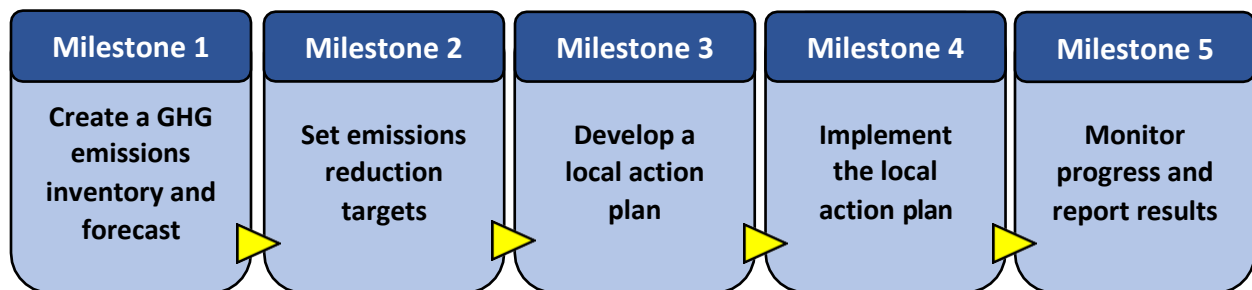 Milestone 1
Create a GHG
emissions
inventory and
forecast
Milestone 2
Set emissions
reduction
targets
Milestone 3
Develop a
local action
plan
Milestone 4
Implement
the local
action plan
Milestone 5
Monitor
progress and
report results